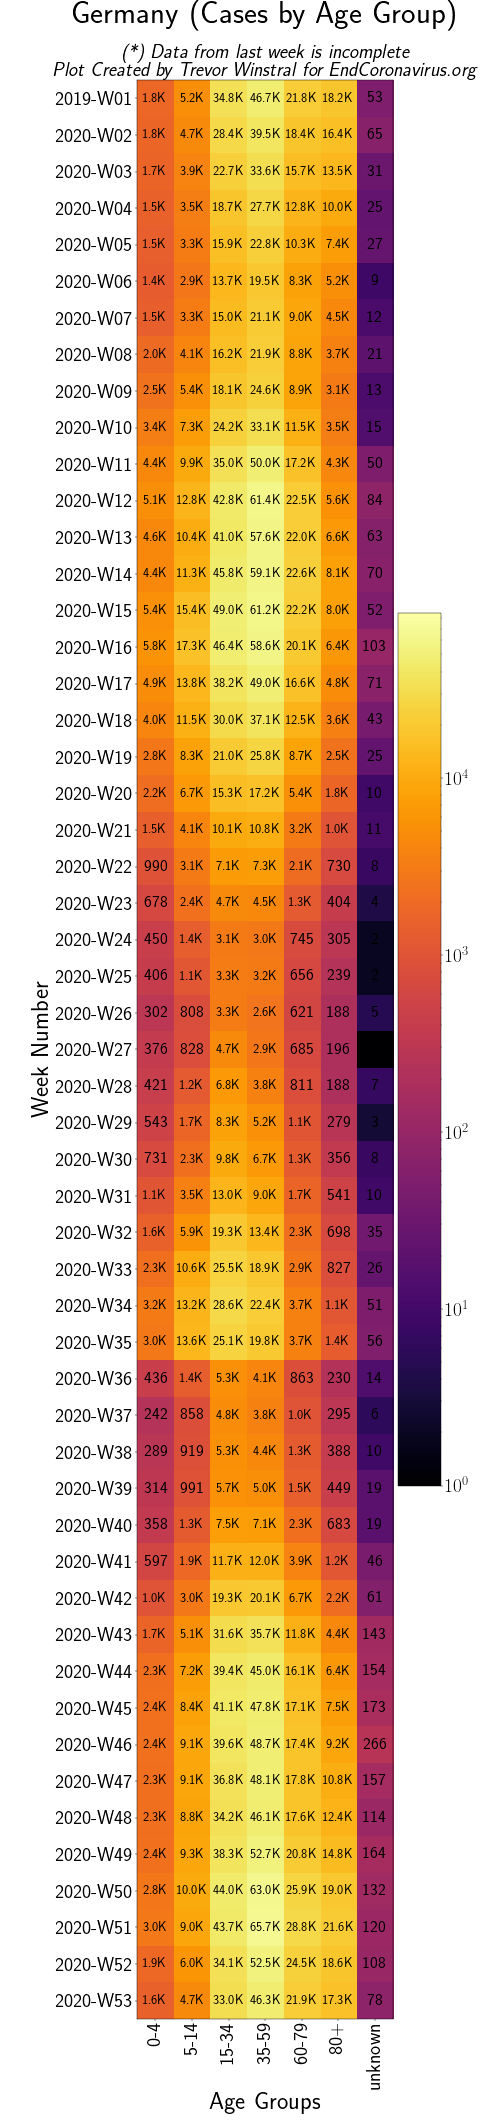 Germany (Cases by Age Group)
(*) Data from last week is incomplete
Plot Created by Trevor Winstral for EndCoronavirus.org
2019-W01 1.8K 5.2K 34.8K 46.7K 21.8K 18.2K 53
2020-W02 1.8K 4.7K 28.4K 39.5K 18.4K 16.4K 65
2020-W03 1.7K 3.9K 22.7K 33.6K 15.7K 13.5K 31
2020-W04 1.5K 3.5K 18.7K 27.7K 12.8K 10.0K 25
2020-W05 1.5K 3.3K 15.9K 22.8K 10.3K 7.4K 27
2020-W06 1.4K 2.9K 13.7K 19.5K 8.3K 5.2K 9
2020-W07 1.5K 3.3K 15.0K 21.1K 9.0K 4.5K 12
2020-W08 2.0K 4.1K 16.2K 21.9K 8.8K 3.7K 21
2020-W09 2.5K 5.4K 18.1K 24.6K 8.9K 3.1K 13
2020-W10 3.4K 7.3K 24.2K 33.1K 11.5K 3.5K 15
2020-W11 4.4K 9.9K 35.0K 50.0K 17.2K 4.3K 50
2020-W12 5.1K 12.8K 42.8K 61.4K 22.5K 5.6K 84
2020-W13 4.6K 10.4K 41.0K 57.6K 22.0K 6.6K 63
2020-W14 4.4K 11.3K 45.8K 59.1K 22.6K 8.1K 70
2020-W15 5.4K 15.4K 49.0K 61.2K 22.2K 8.0K 52
2020-W16 5.8K 17.3K 46.4K 58.6K 20.1K 6.4K 103
2020-W17 4.9K 13.8K 38.2K 49.0K 16.6K 4.8K 71
2020-W18 4.0K 11.5K 30.0K 37.1K 12.5K 3.6K 43
2020-W19 2.8K 8.3K 21.0K 25.8K 8.7K 2.5K 25
2020-W20 2.2K 6.7K 15.3K 17.2K 5.4K 1.8K 10
2020-W21 1.5K 4.1K 10.1K 10.8K 3.2K 1.0K 11
2020-W22 990 3.1K 7.1K 7.3K 2.1K 730 8
2020-W23 678 2.4K 4.7K 4.5K 1.3K 404 4
2020-W24 450 1.4K 3.1K 3.0K 745 305 2
2020-W25 406 1.1K 3.3K 3.2K 656 239 2
2020-W26 302 808 3.3K 2.6K 621 188 5
2020-W27 376 828 4.7K 2.9K 685 196
2020-W28 421 1.2K 6.8K 3.8K 811 188 7
2020-W29 543 1.7K 8.3K 5.2K 1.1K 279 3
2020-W30 731 2.3K 9.8K 6.7K 1.3K 356 8
2020-W31 1.1K 3.5K 13.0K 9.0K 1.7K 541 10
2020-W32 1.6K 5.9K 19.3K 13.4K 2.3K 698 35
2020-W33 2.3K 10.6K 25.5K 18.9K 2.9K 827 26
2020-W34 3.2K 13.2K 28.6K 22.4K 3.7K 1.1K 51
2020-W35 3.0K 13.6K 25.1K 19.8K 3.7K 1.4K 56
2020-W36 436 1.4K 5.3K 4.1K 863 230 14
2020-W37 242 858 4.8K 3.8K 1.0K 295 6
2020-W38 289 919 5.3K 4.4K 1.3K 388 10
2020-W39 314 991 5.7K 5.0K 1.5K 449 19
2020-W40 358 1.3K 7.5K 7.1K 2.3K 683 19
2020-W41 597 1.9K 11.7K 12.0K 3.9K 1.2K 46
2020-W42 1.0K 3.0K 19.3K 20.1K 6.7K 2.2K 61
2020-W43 1.7K 5.1K 31.6K 35.7K 11.8K 4.4K 143
2020-W44 2.3K 7.2K 39.4K 45.0K 16.1K 6.4K 154
2020-W45 2.4K 8.4K 41.1K 47.8K 17.1K 7.5K 173
2020-W46 2.4K 9.1K 39.6K 48.7K 17.4K 9.2K 266
2020-W47 2.3K 9.1K 36.8K 48.1K 17.8K 10.8K 157
2020-W48 2.3K 8.8K 34.2K 46.1K 17.6K 12.4K 114
2020-W49 2.4K 9.3K 38.3K 52.7K 20.8K 14.8K 164
2020-W50 2.8K 10.0K 44.0K 63.0K 25.9K 19.0K 132
2020-W51 3.0K 9.0K 43.7K 65.7K 28.8K 21.6K 120
2020-W52 1.9K 6.0K 34.1K 52.5K 24.5K 18.6K 108
2020-W53 1.6K 4.7K 33.0K 46.3K 21.9K 17.3K 78
0-4 5-14 15-34 35-59 60-79 80+ unknown
Age Groups
Week Number
10⁴
10³
10²
10¹
10⁰